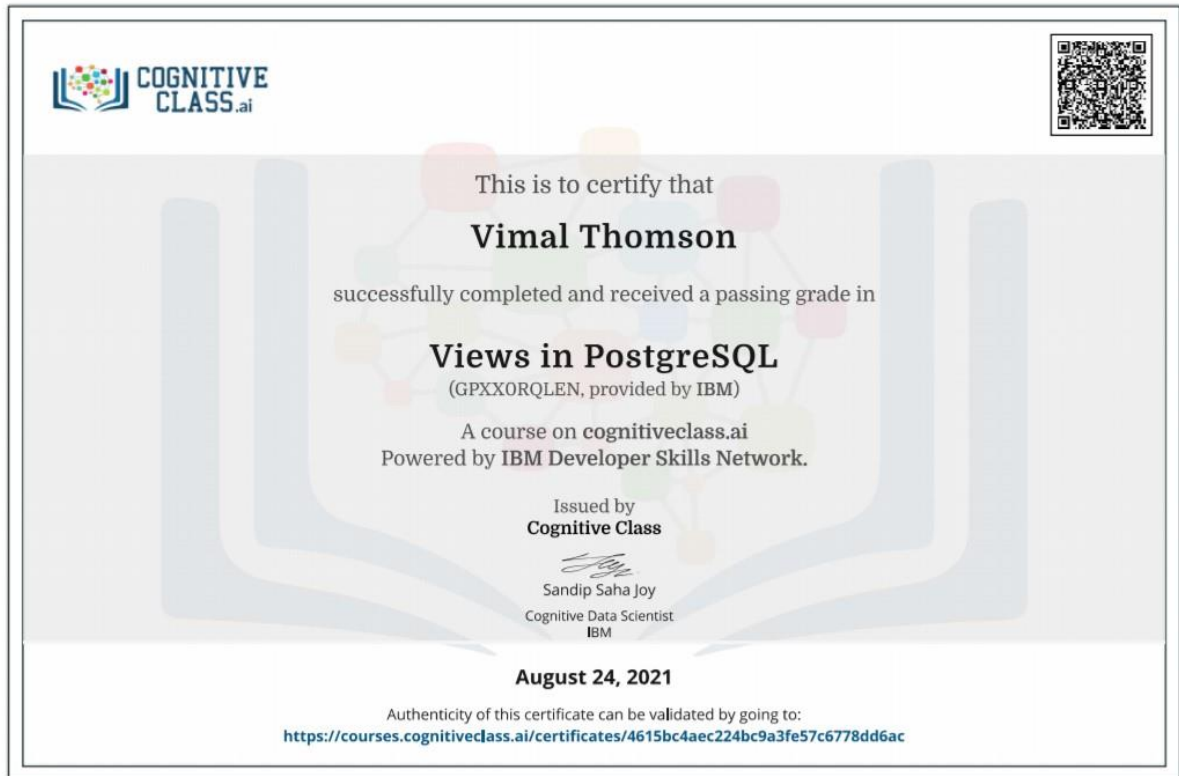 COGNITIVE
CLASS.ai
This is to certify that
Vimal Thomson
successfully completed and received a passing grade in
Views in PostgreSQL
(GPXX0RQLEN, provided by IBM)
A course on cognitiveclass.ai
Powered by IBM Developer Skills Network.
Issued by
Cognitive Class
Sandip Saha Joy
Cognitive Data Scientist
IBM
August 24, 2021
Authenticity of this certificate can be validated by going to:
https://courses.cognitiveclass.ai/certificates/4615bc4aec224bc9a3fe57c6778dd6ac